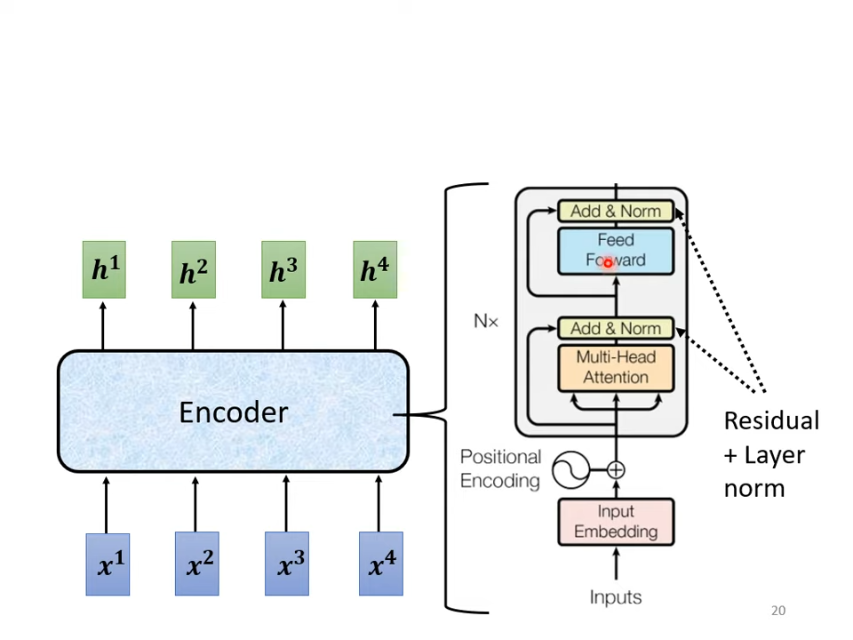 h¹
h²
h³
h⁴
Encoder
x¹
x²
x³
x⁴
Add & Norm
Feed
Forward
N×
Add & Norm
Multi-Head
Attention
Positional
Encoding
Input
Embedding
Inputs
Residual
+ Layer
norm
20